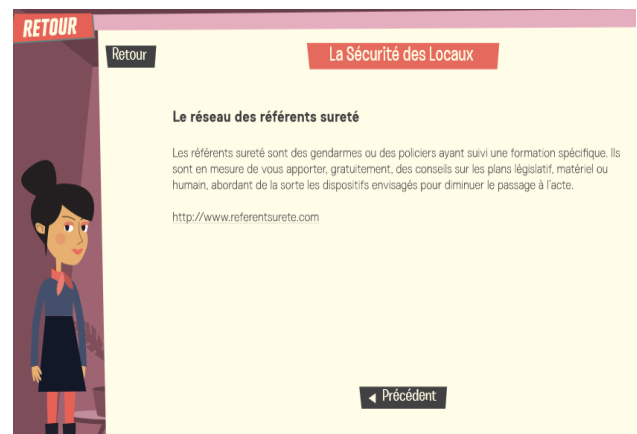 RETOUR
Retour
La Sécurité des Locaux
Le réseau des référents sureté
Les référents sureté sont des gendarmes ou des policiers ayant suivi une formation spécifique. Ils
sont en mesure de vous apporter, gratuitement, des conseils sur les plans législatif, matériel ou
humain, abordant de la sorte les dispositifs envisagés pour diminuer le passage à l'acte.
http://www.referentsurete.com
Précédent